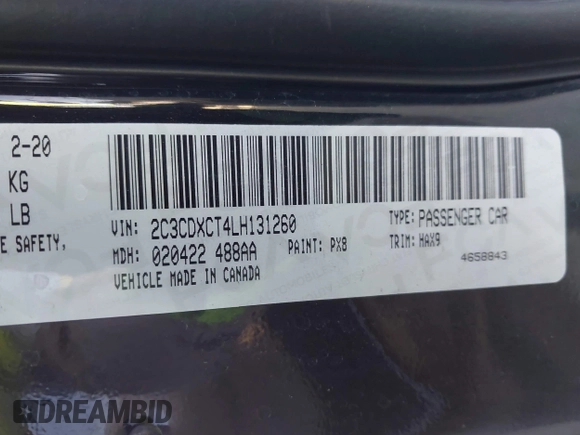 2-20
KG
LB
E SAFETY,
VIN: 2C3CDXCT4LH131260
TYPE: PASSENGER CAR
MDH: 020422 488AA
PAINT: PX8
TRIM: HAX9
VEHICLE MADE IN CANADA
4658843
DREAMBID